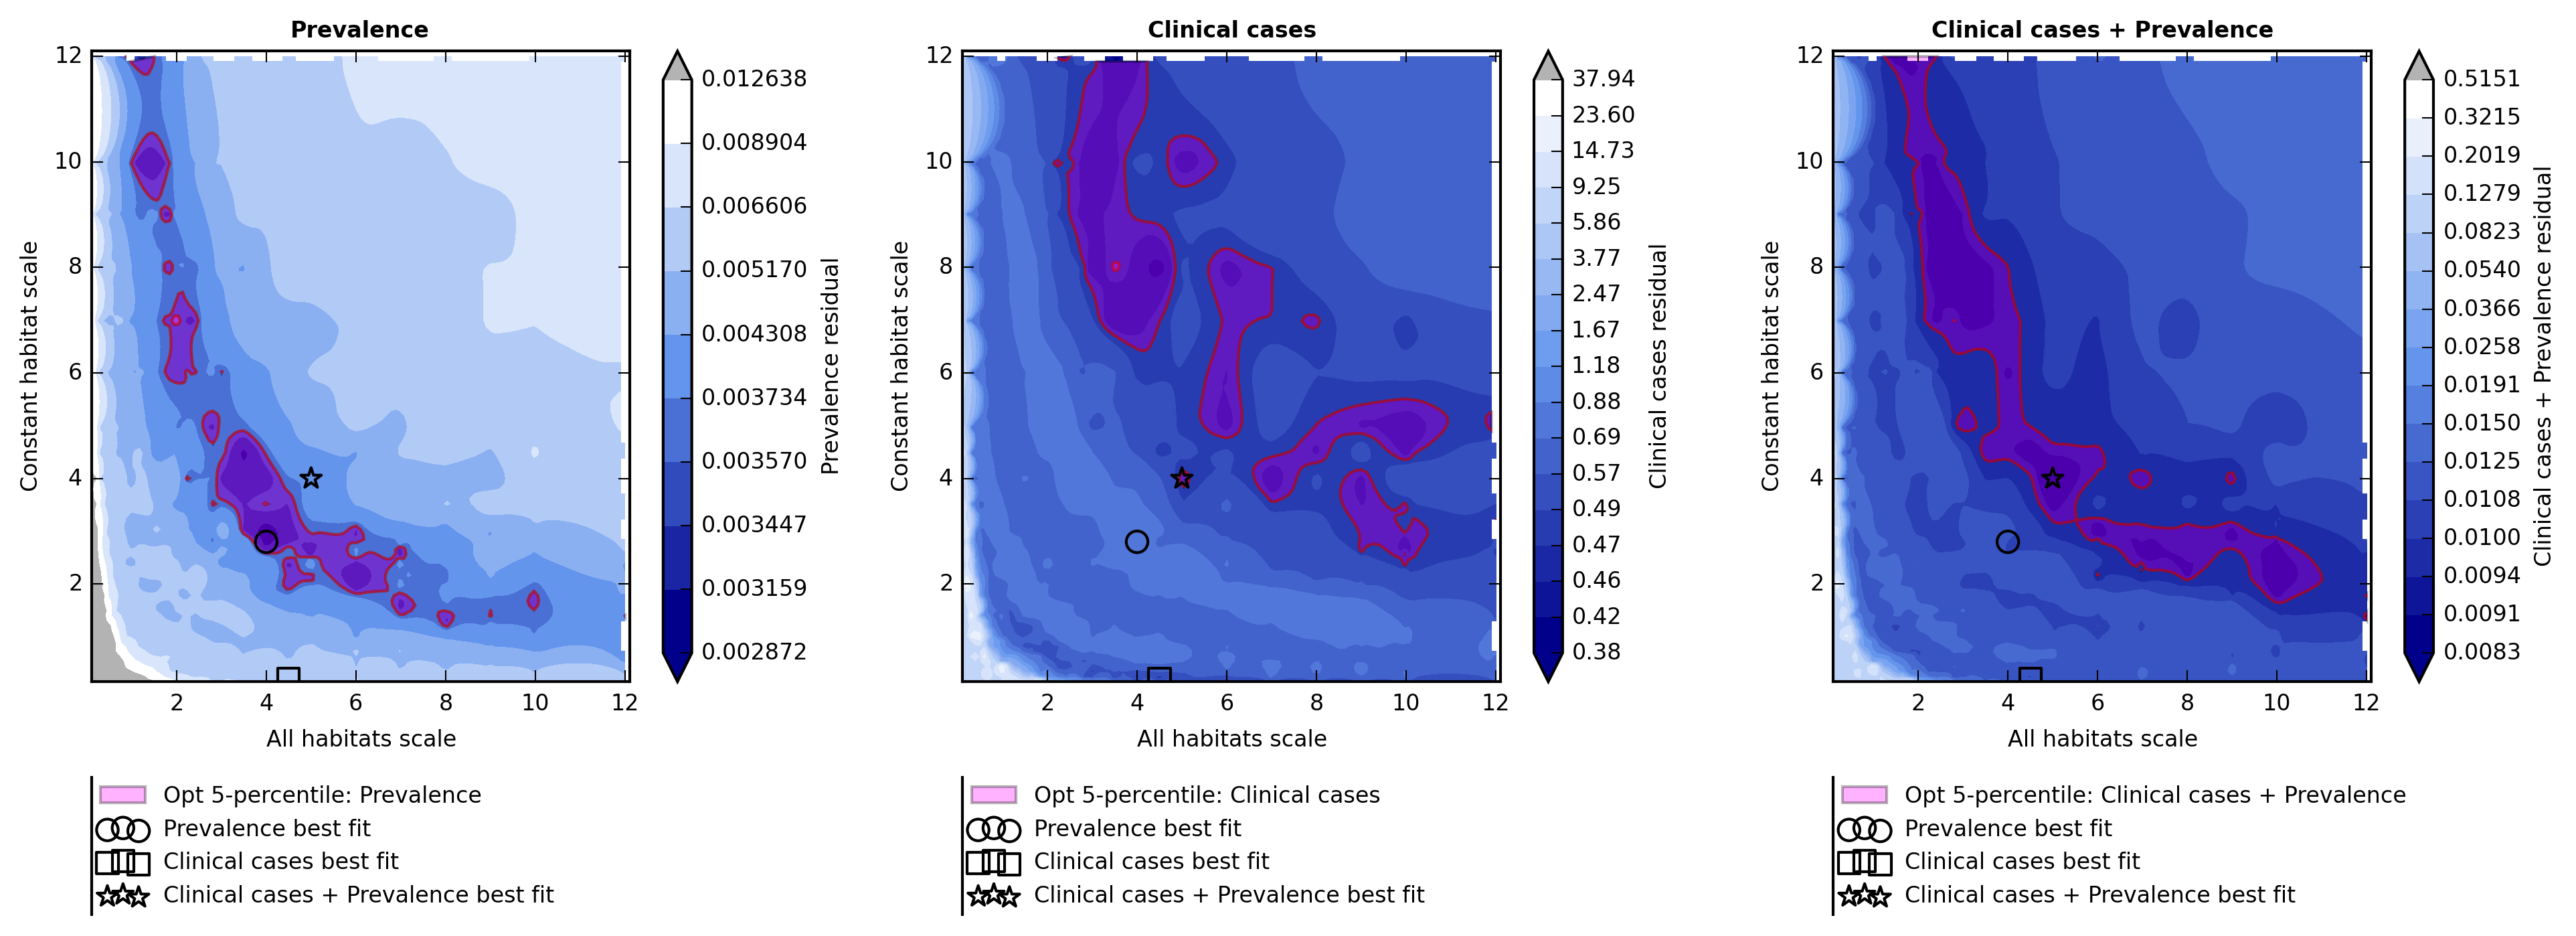 Prevalence
12
10
8
6
4
2
2 4 6 8 10 12
Constant habitat scale
All habitats scale
0.012638
0.008904
0.006606
0.005170
0.004308
0.003734
0.003570
0.003447
0.003159
0.002872
Prevalence residual
Opt 5-percentile: Prevalence
Prevalence best fit
Clinical cases best fit
Clinical cases + Prevalence best fit
Clinical cases
12
10
8
6
4
2
2 4 6 8 10 12
Constant habitat scale
All habitats scale
37.94
23.60
14.73
9.25
5.86
3.77
2.47
1.67
1.18
0.88
0.69
0.57
0.49
0.47
0.46
0.42
0.38
Clinical cases residual
Opt 5-percentile: Clinical cases
Prevalence best fit
Clinical cases best fit
Clinical cases + Prevalence best fit
Clinical cases + Prevalence
12
10
8
6
4
2
2 4 6 8 10 12
Constant habitat scale
All habitats scale
0.5151
0.3215
0.2019
0.1279
0.0823
0.0540
0.0366
0.0258
0.0191
0.0150
0.0125
0.0108
0.0100
0.0094
0.0091
0.0083
Clinical cases + Prevalence residual
Opt 5-percentile: Clinical cases + Prevalence
Prevalence best fit
Clinical cases best fit
Clinical cases + Prevalence best fit